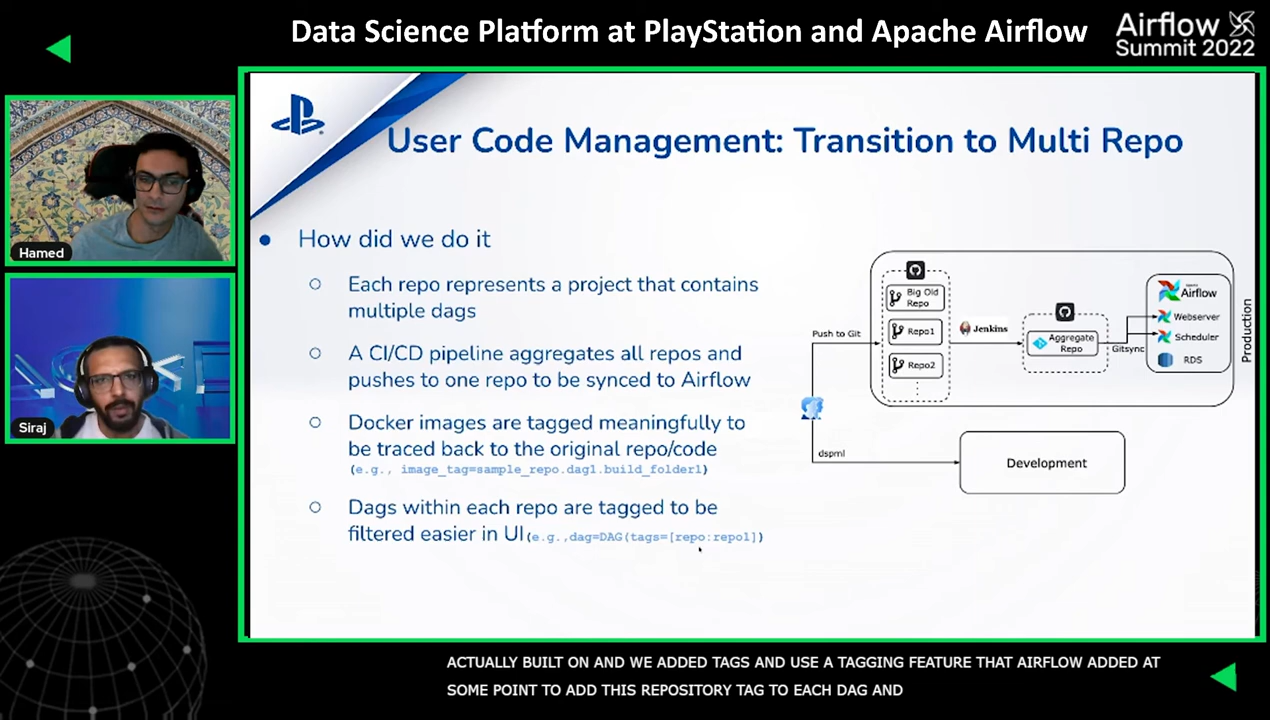 Data Science Platform at PlayStation and Apache Airflow
Airflow
Summit 2022
Hamed
Siraj
User Code Management: Transition to Multi Repo
How did we do it
Each repo represents a project that contains
multiple dags
A CI/CD pipeline aggregates all repos and
pushes to one repo to be synced to Airflow
Docker images are tagged meaningfully to
be traced back to the original repo/code
(e.g., image_tag=sample_repo.dag1.build_folder1)
Dags within each repo are tagged to be
filtered easier in UI(e.g.,dag=DAG(tags=[repo:repo1])
Push to Git
Big Old
Repo
Repo1
Repo2
Jenkins
Aggregate
Repo
Gitsync
Airflow
Webserver
Scheduler
RDS
Production
dspml
Development
ACTUALLY BUILT ON AND WE ADDED TAGS AND USE A TAGGING FEATURE THAT AIRFLOW ADDED AT
SOME POINT TO ADD THIS REPOSITORY TAG TO EACH DAG AND